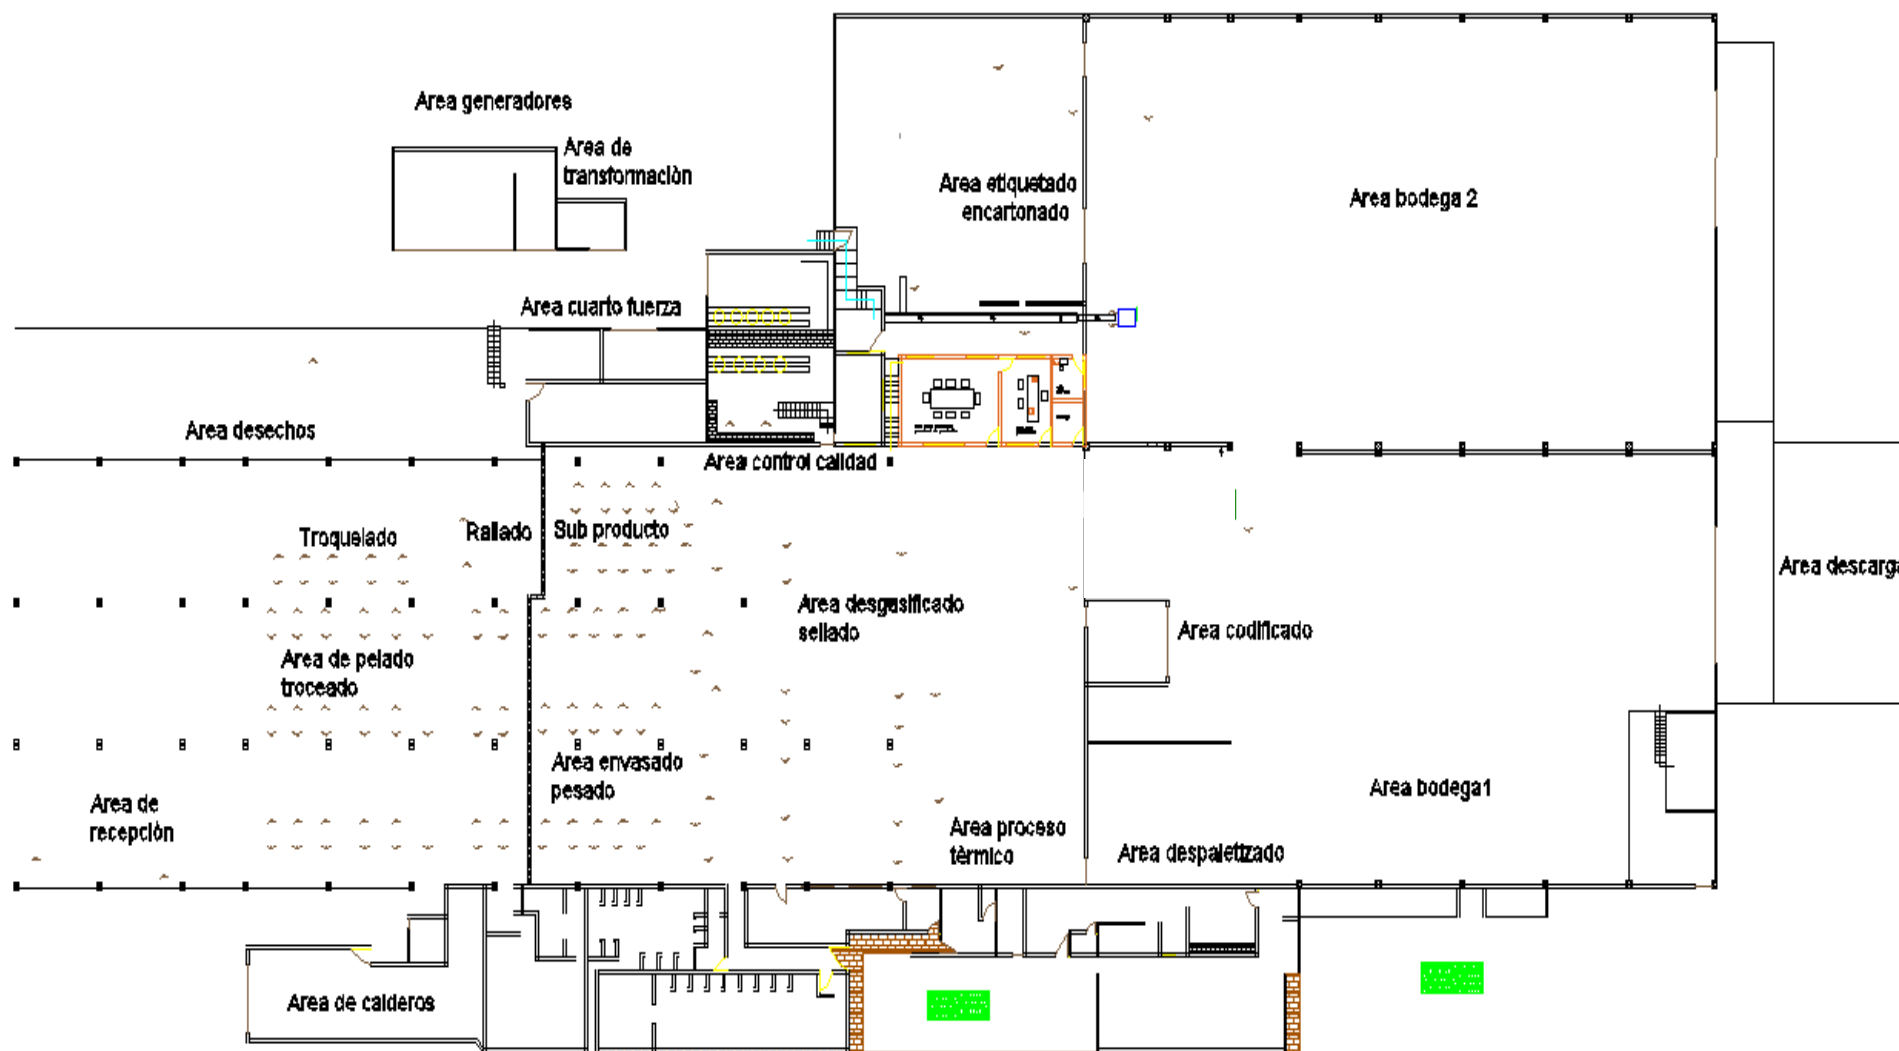 Area generadores
Area de
transformaciòn
Area etiquetado
encartonado
Area bodega 2
Area cuarto fuerza
Area desechos
Area control calidad
Troquelado
Rallado
Sub producto
Area descarga
Area desgasificado
sellado
Area codificado
Area de pelado
troceado
Area envasado
pesado
Area bodega1
Area de
recepciòn
Area proceso
tèrmico
Area despaletizado
Area de calderos